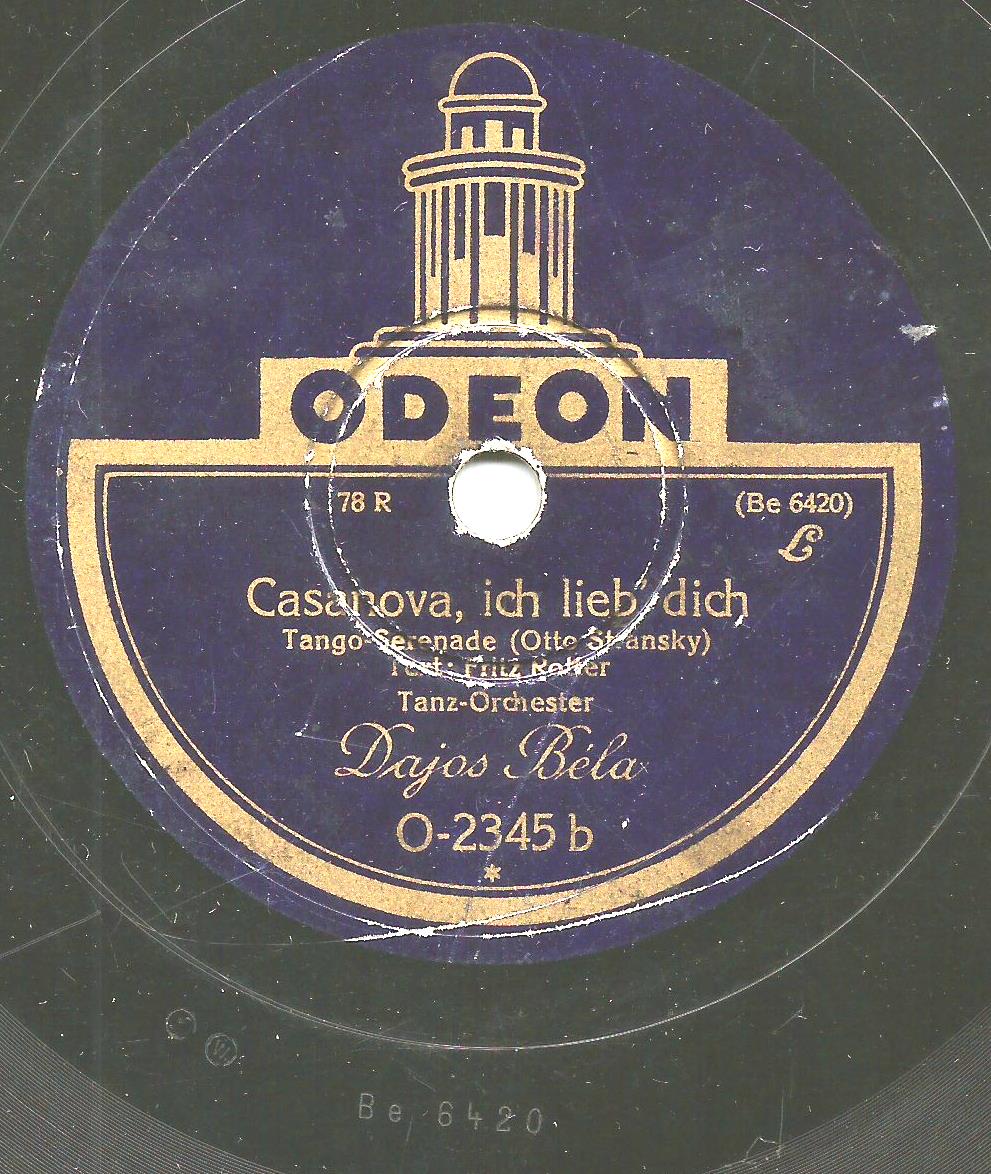 ODEON
78 R (Be 6420)
L
Casanova, ich lieb' dich
Tango-Serenade (Otto Stransky)
Text: Fritz Rotter
Tanz-Orchester
Dajos Béla
O-2345 b
*
W
Be 6420